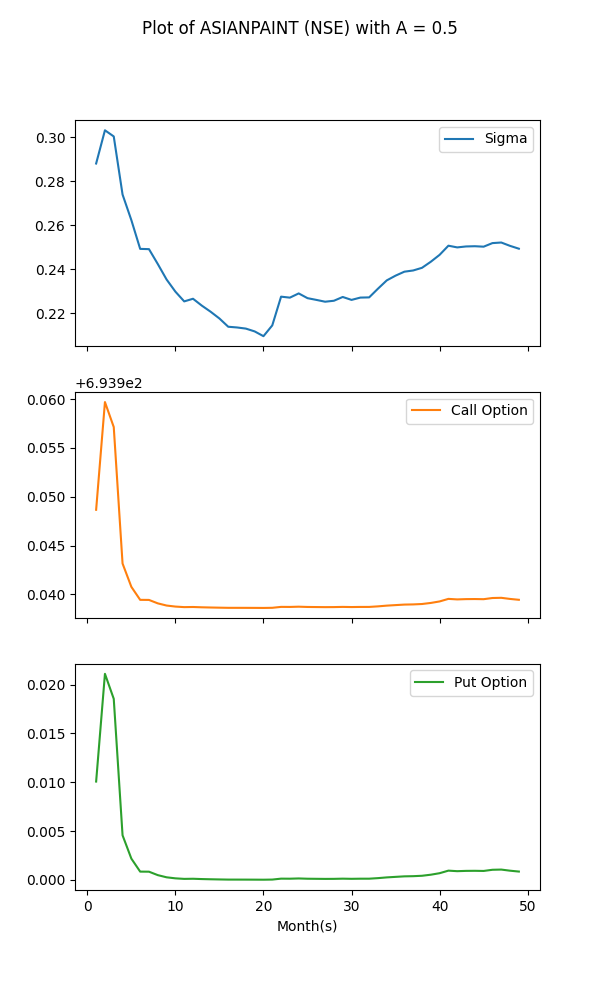 Plot of ASIANPAINT (NSE) with A = 0.5
0.30
0.28
0.26
0.24
0.22
Sigma
+6.939e2
0.060
0.055
0.050
0.045
0.040
Call Option
0.020
0.015
0.010
0.005
0.000
Put Option
0 10 20 30 40 50
Month(s)